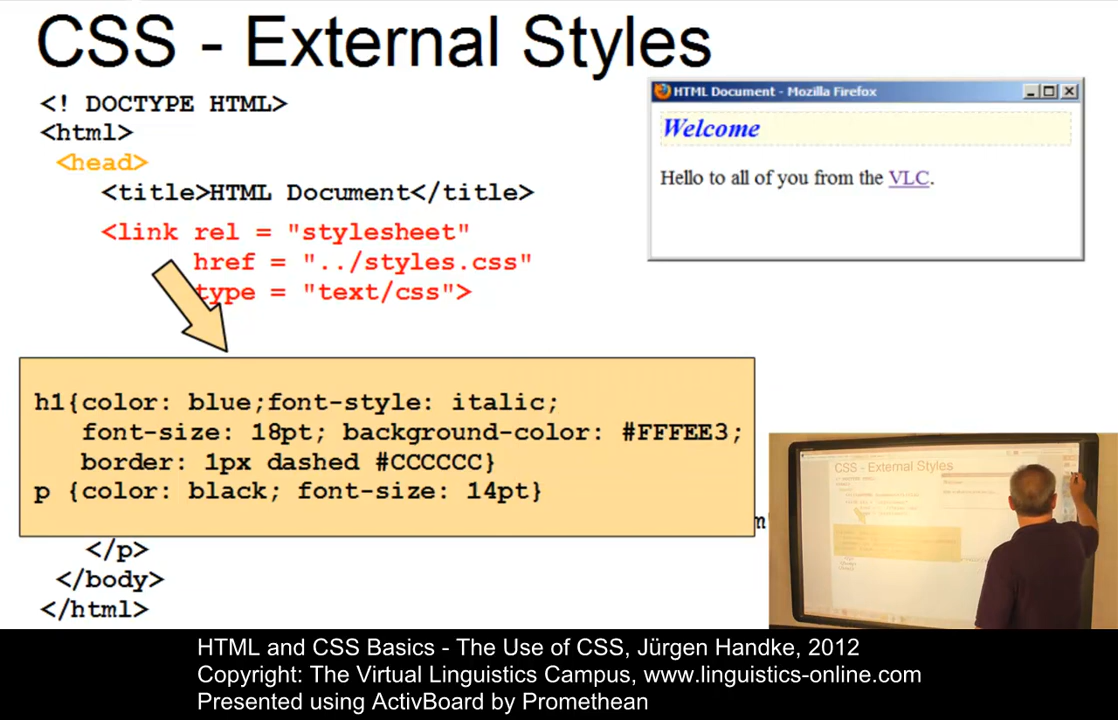 CSS - External Styles
<! DOCTYPE HTML>
<html>
<head>
<title>HTML Document</title>
<link rel = "stylesheet"
href = "../styles.css"
type = "text/css">
HTML Document - Mozilla Firefox
Welcome
Hello to all of you from the VLC.
h1{color: blue;font-style: italic;
font-size: 18pt; background-color: #FFFEE3;
border: 1px dashed #CCCCCC}
p {color: black; font-size: 14pt}
</p>
</body>
</html>
CSS - External Styles
HTML and CSS Basics - The Use of CSS, Jürgen Handke, 2012
Copyright: The Virtual Linguistics Campus, www.linguistics-online.com
Presented using ActivBoard by Promethean